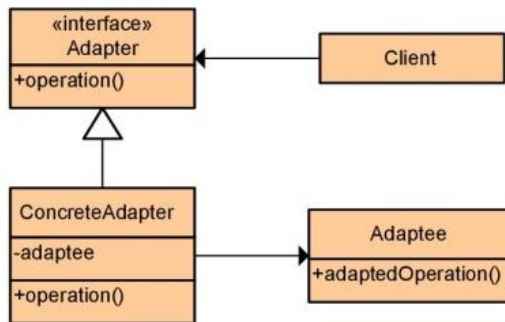 «interface»
Adapter
+operation()
Client
ConcreteAdapter
-adaptee
+operation()
Adaptee
+adaptedOperation()